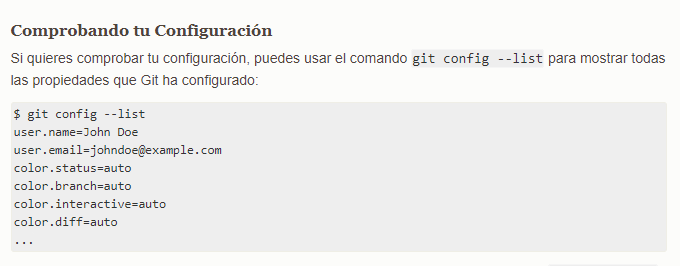 Comprobando tu Configuración
Si quieres comprobar tu configuración, puedes usar el comando git config --list para mostrar todas
las propiedades que Git ha configurado:
$ git config --list
user.name=John Doe
user.email=johndoe@example.com
color.status=auto
color.branch=auto
color.interactive=auto
color.diff=auto
...